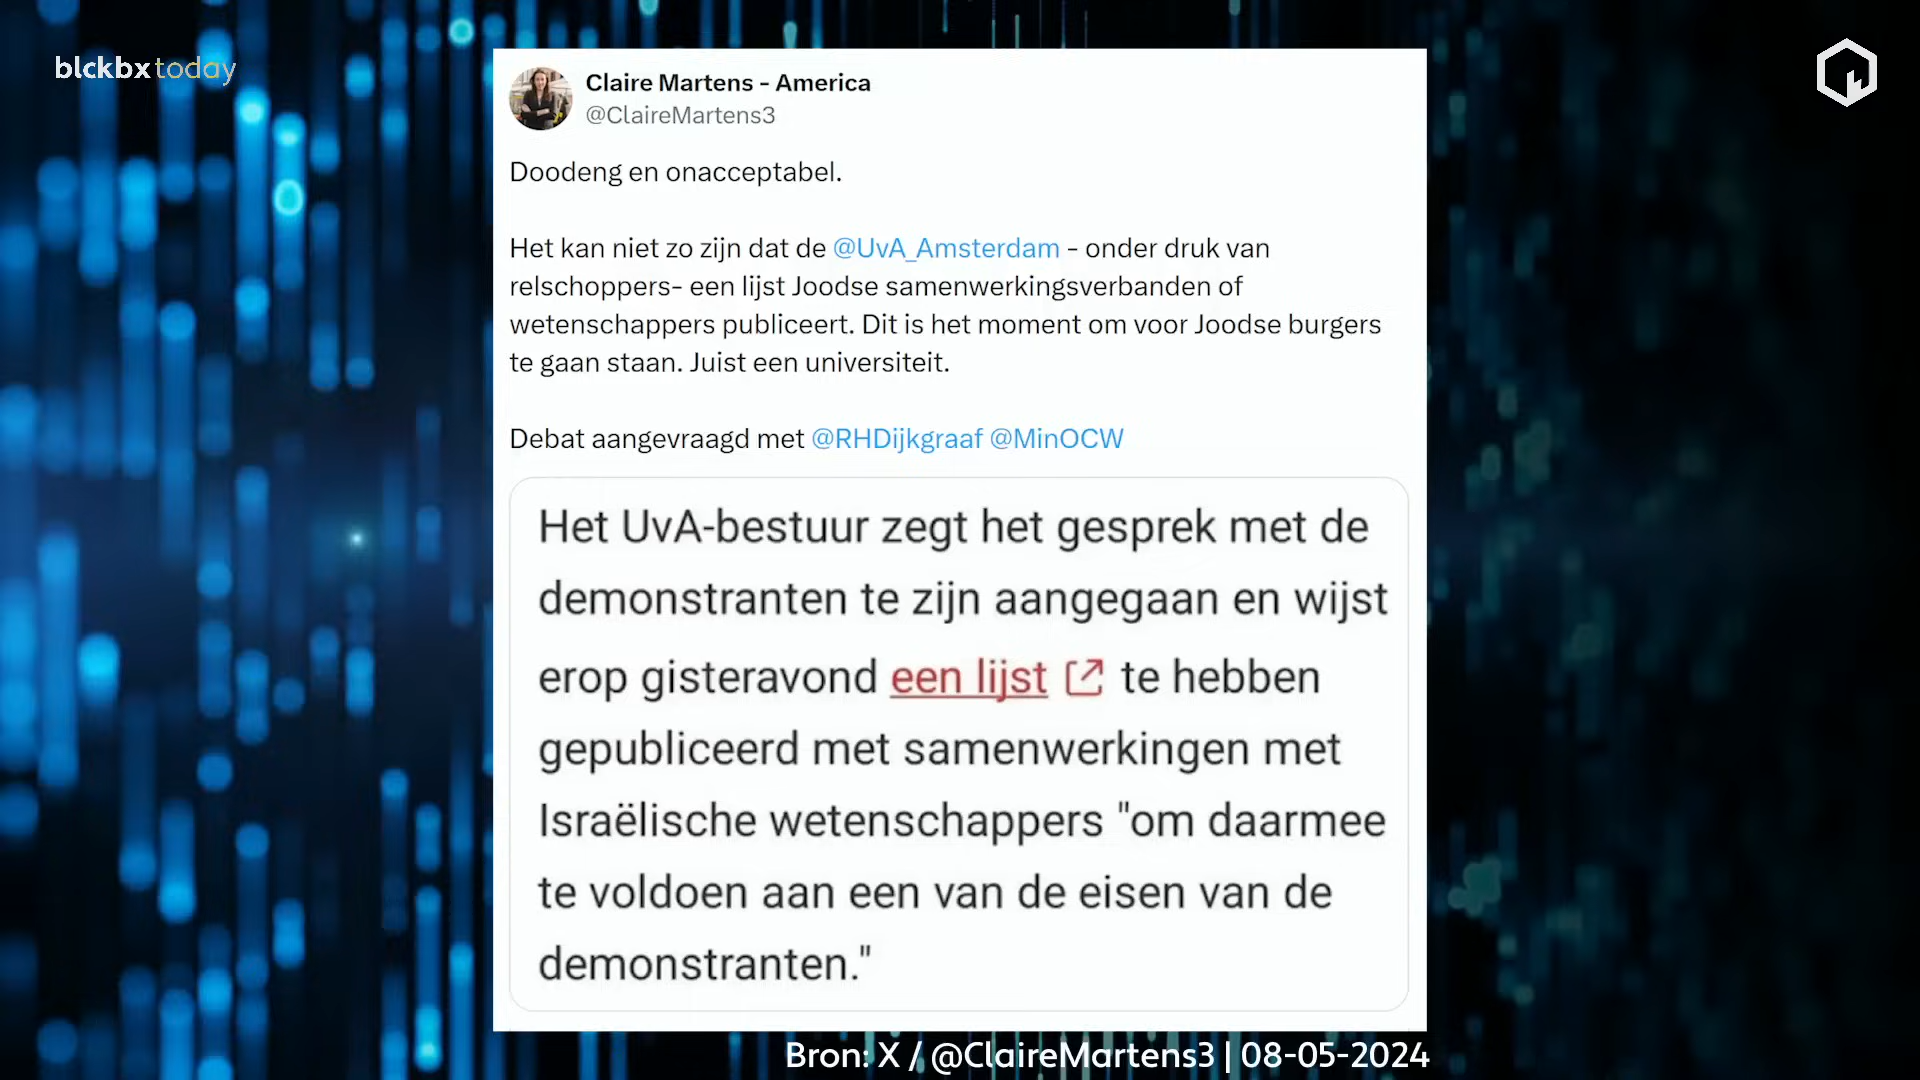 blckbxtoday
Claire Martens - America
@ClaireMartens3
Doodeng en onacceptabel.
Het kan niet zo zijn dat de @UvA_Amsterdam - onder druk van
relschoppers- een lijst Joodse samenwerkingsverbanden of
wetenschappers publiceert. Dit is het moment om voor Joodse burgers
te gaan staan. Juist een universiteit.
Debat aangevraagd met @RHDijkgraaf @MinOCW
Het UvA-bestuur zegt het gesprek met de
demonstranten te zijn aangegaan en wijst
erop gisteravond een lijst te hebben
gepubliceerd met samenwerkingen met
Israëlische wetenschappers "om daarmee
te voldoen aan een van de eisen van de
demonstranten."
Bron: X / @ClaireMartens3 | 08-05-2024